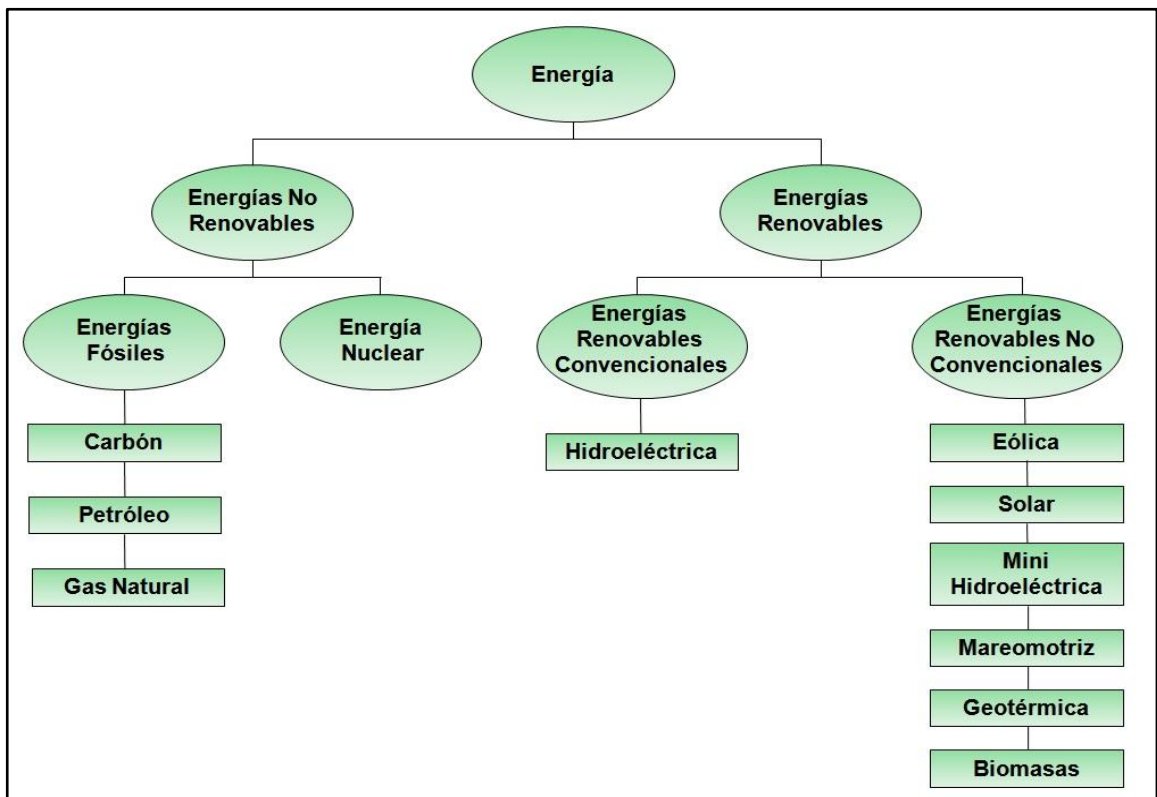 Energía
Energías No
Renovables
Energías
Renovables
Energías
Fósiles
Energía
Nuclear
Energías
Renovables
Convencionales
Energías
Renovables No
Convencionales
Carbón
Petróleo
Gas Natural
Hidroeléctrica
Eólica
Solar
Mini
Hidroeléctrica
Mareomotriz
Geotérmica
Biomasas